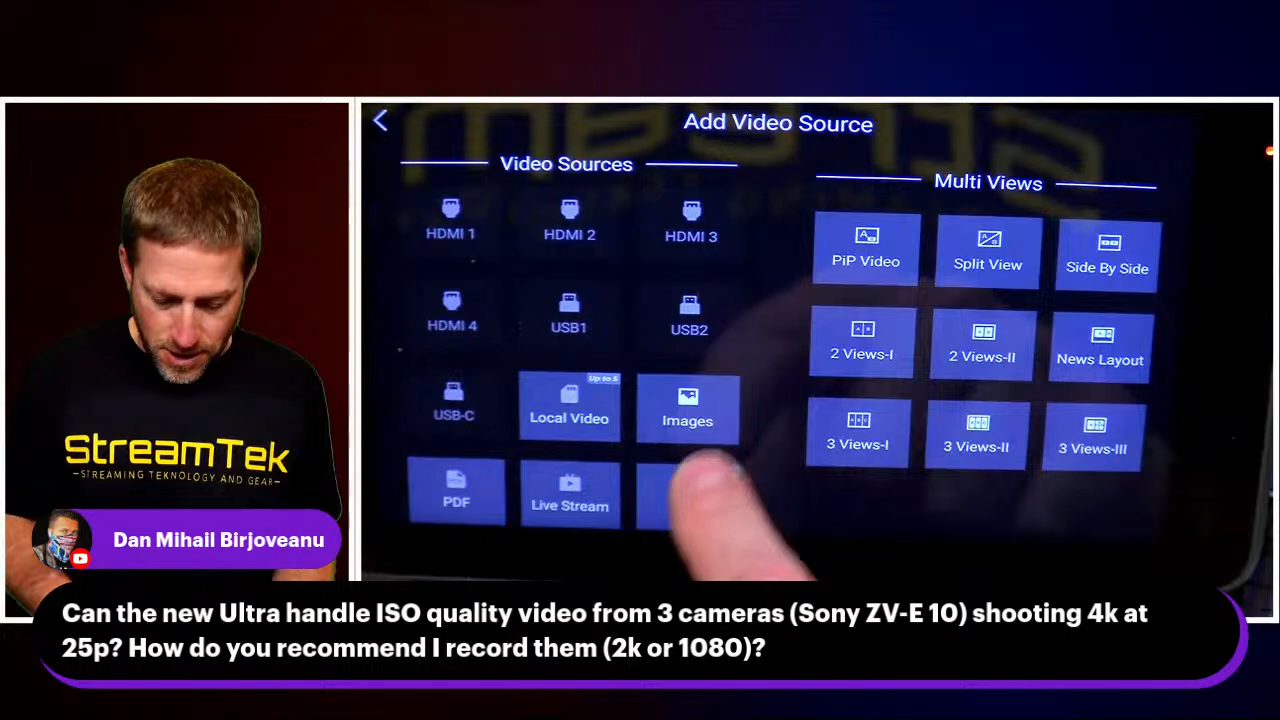 Add Video Source
Video Sources
HDMI 1
HDMI 2
HDMI 3
HDMI 4
USB1
USB2
USB-C
Up to 5
Local Video
Images
PDF
Live Stream
Multi Views
PiP Video
Split View
Side By Side
2 Views-I
2 Views-II
News Layout
3 Views-I
3 Views-II
3 Views-III
STREAMTEK
-STREAMING TEKNOLOGY AND GEAR-
Dan Mihail Birjoveanu
Can the new Ultra handle ISO quality video from 3 cameras (Sony ZV-E 10) shooting 4k at
25p? How do you recommend I record them (2k or 1080)?